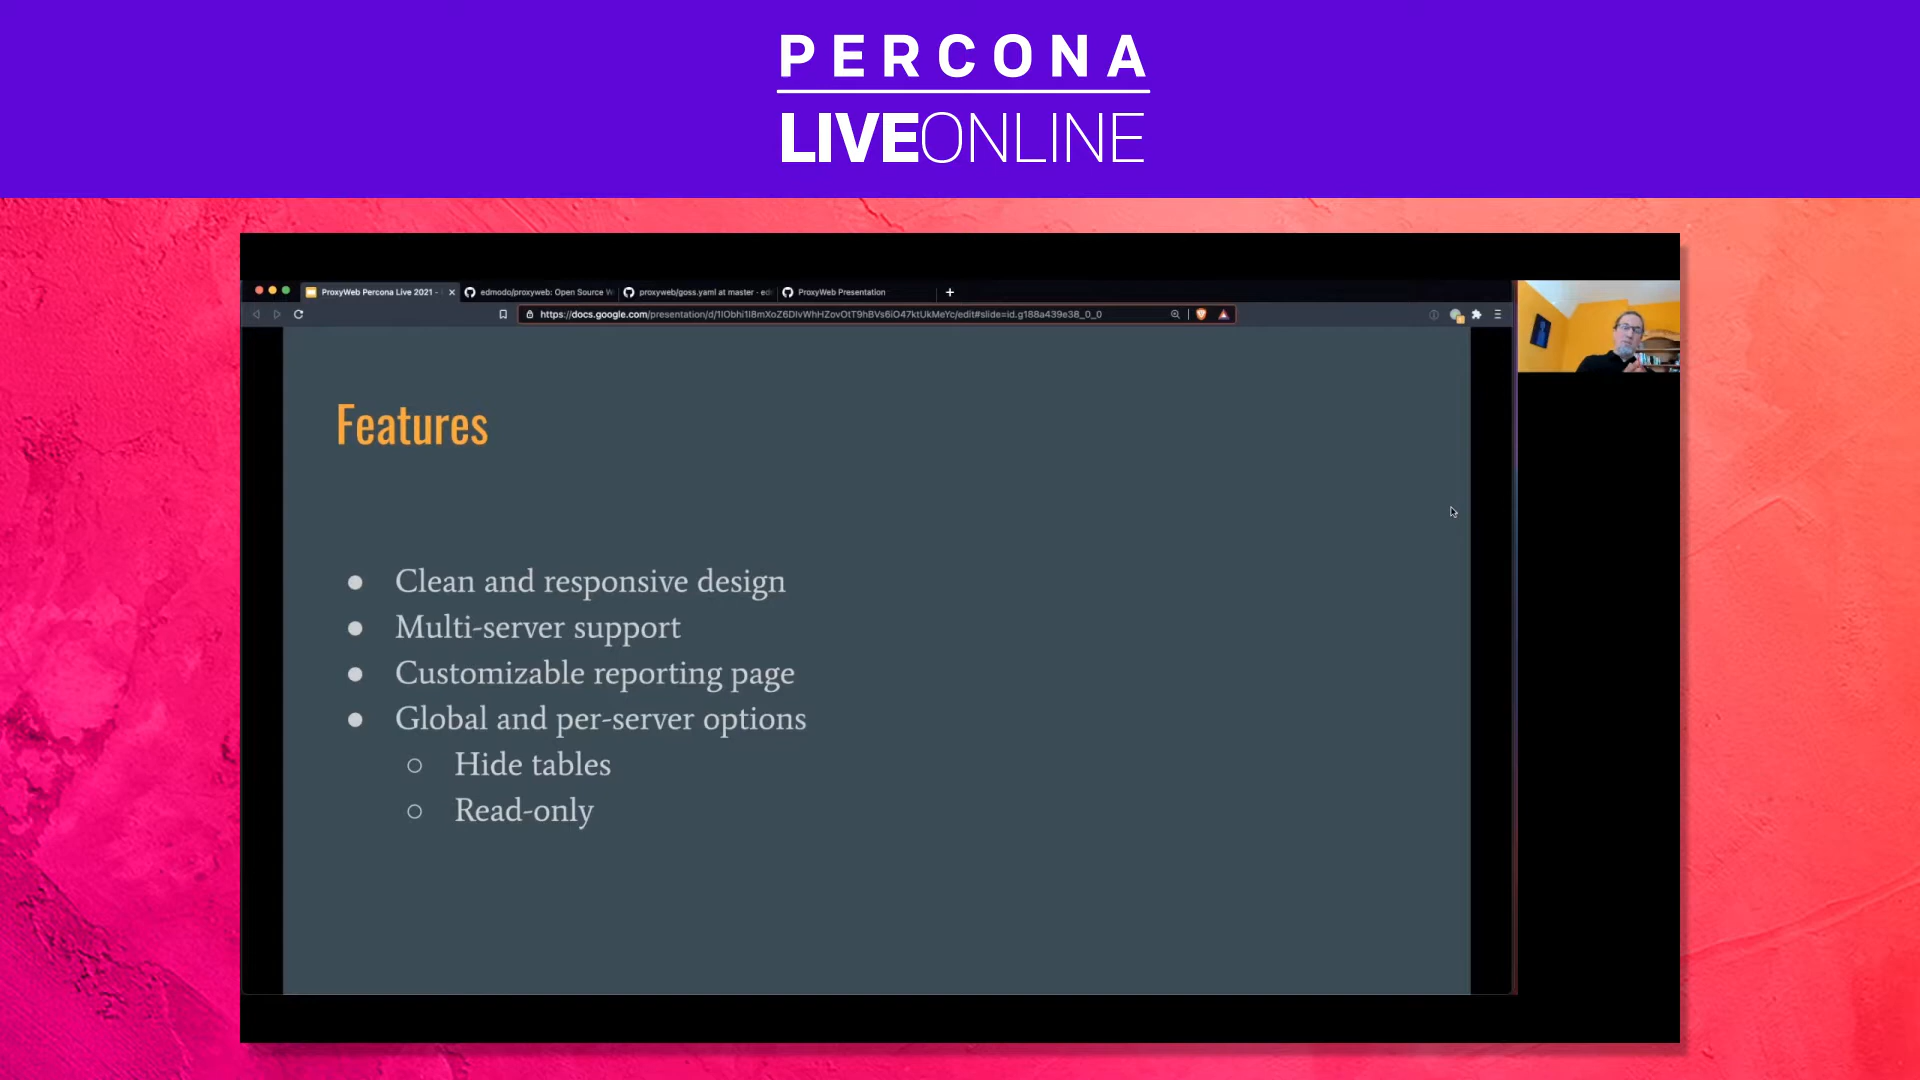 PERCONA
LIVEONLINE
ProxyWeb Percona Live 2021 -
edmodo/proxyweb: Open Source W
proxyweb/goss.yaml at master · ed
ProxyWeb Presentation
Features
Clean and responsive design
Multi-server support
Customizable reporting page
Global and per-server options
Hide tables
Read-only